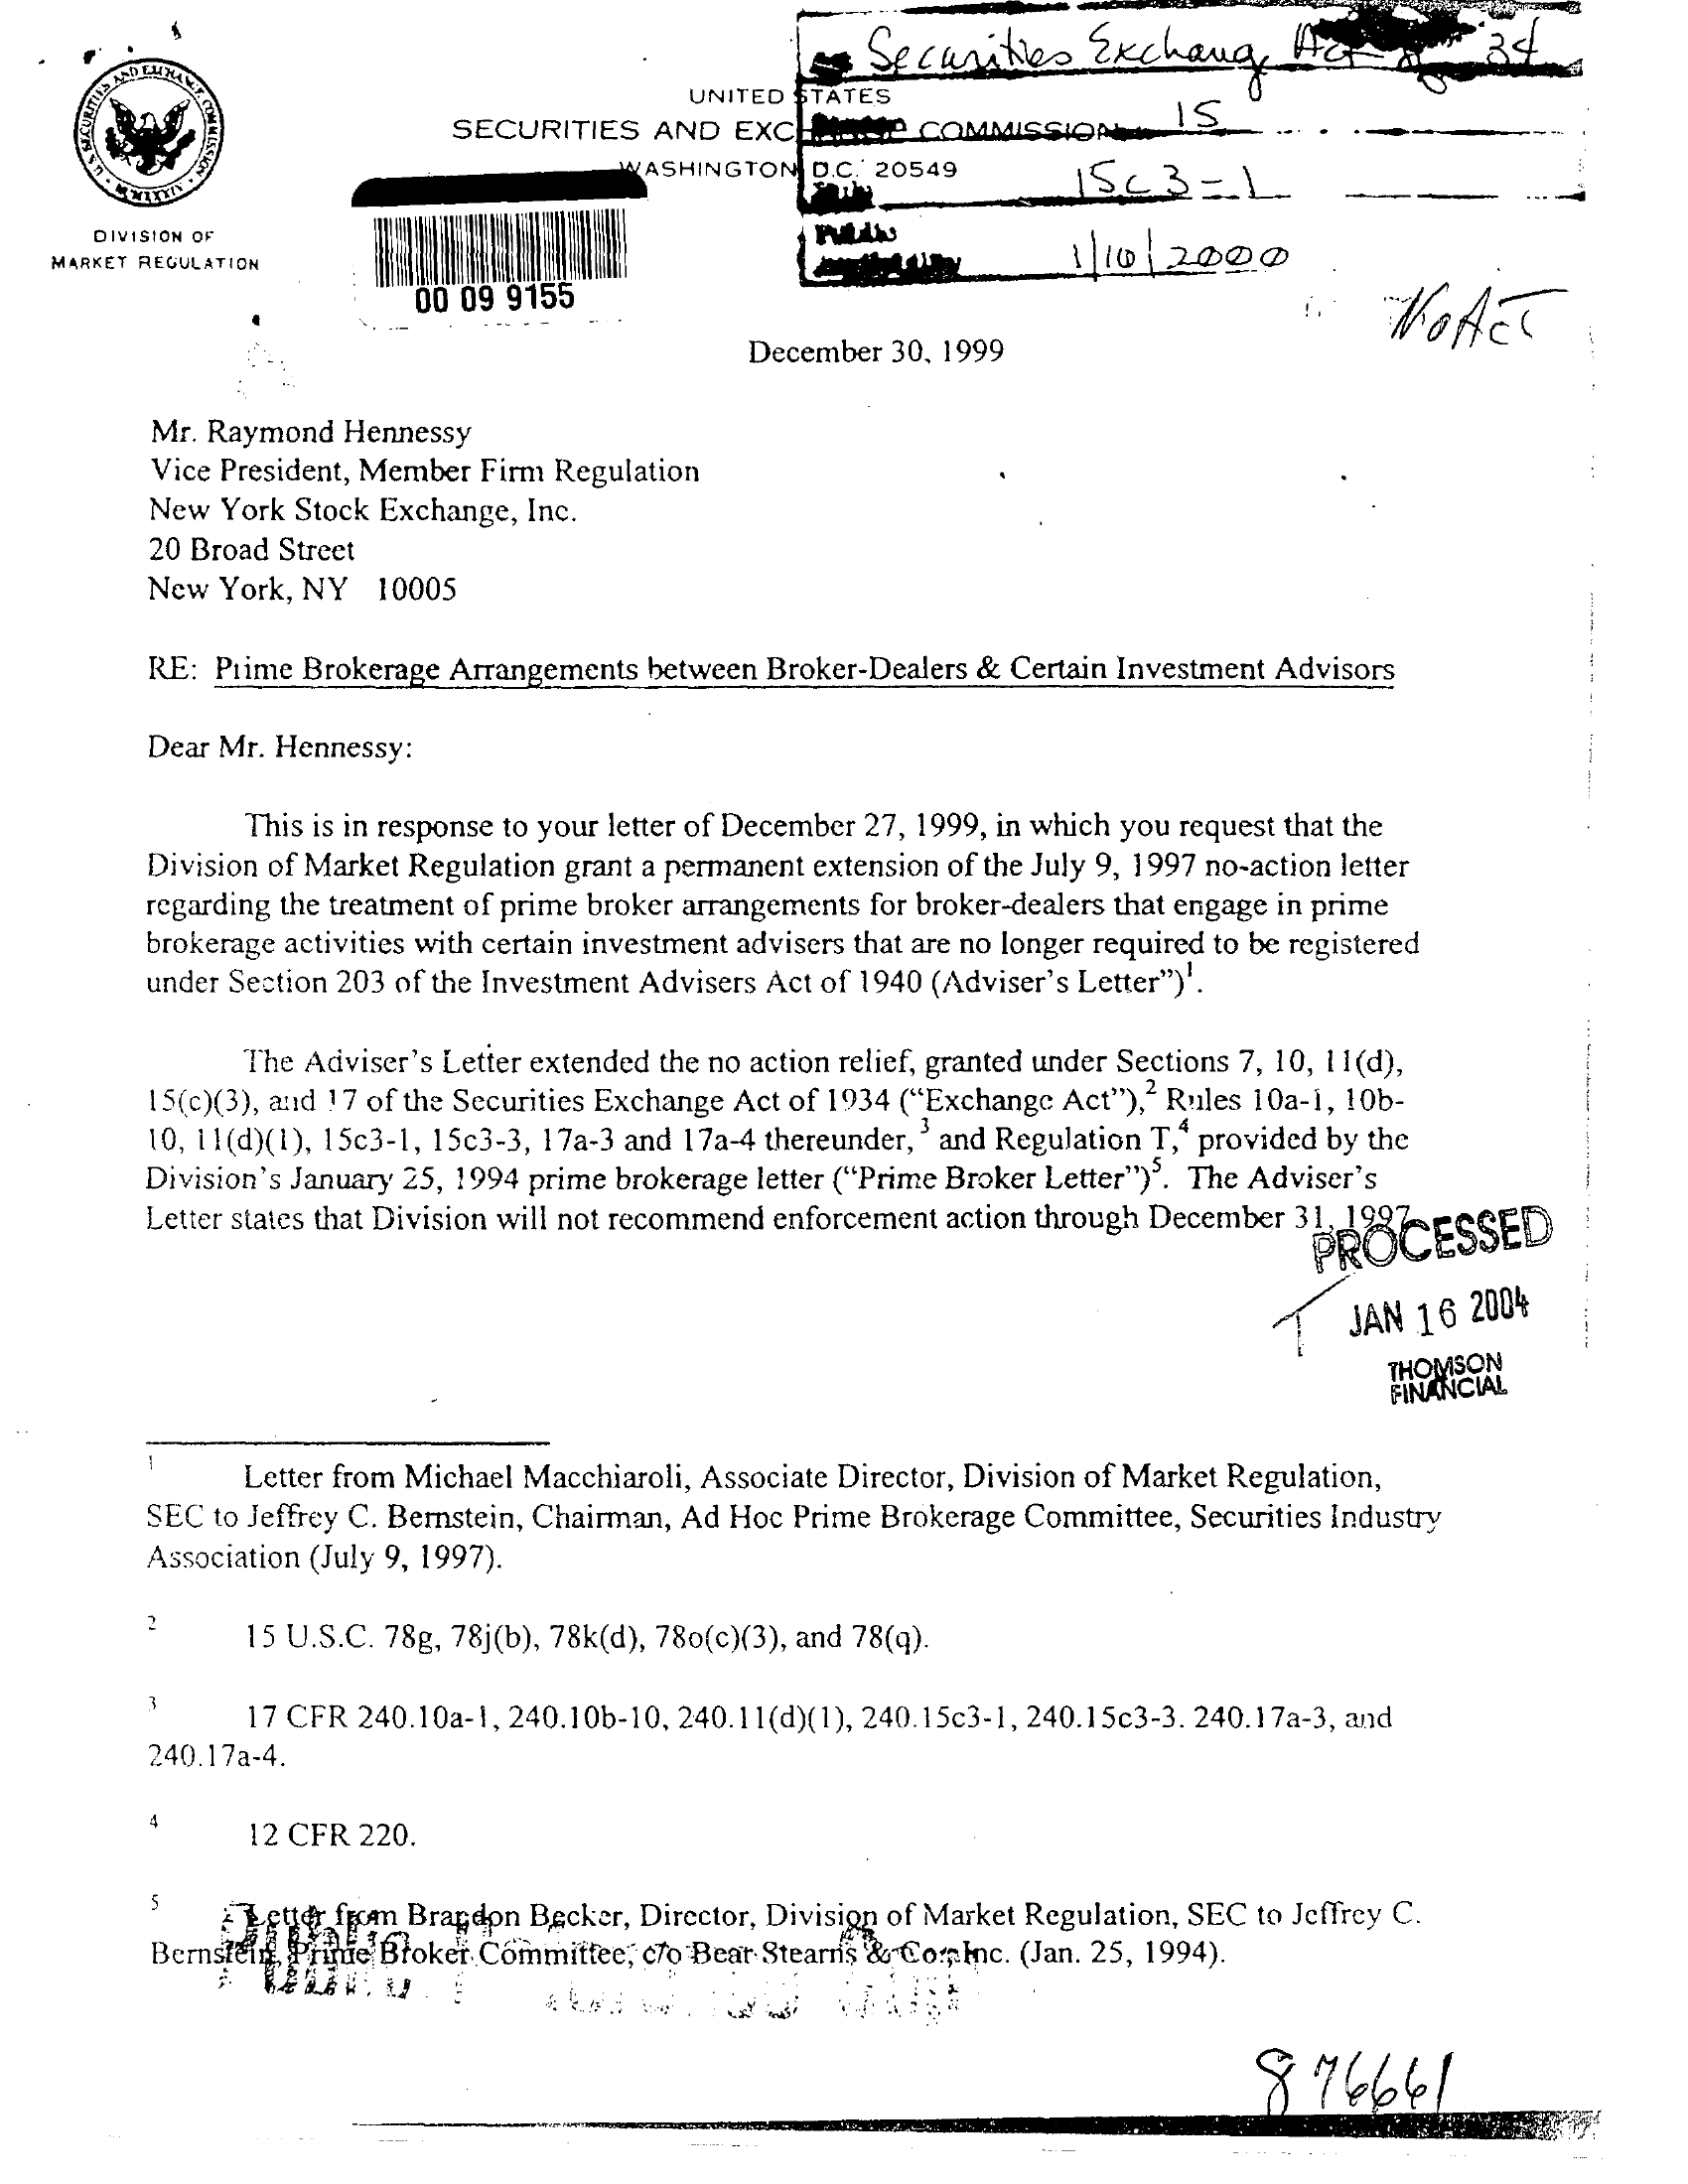 Securities Exchange Act 34
UNITED STATES
SECURITIES AND EXC COMMISSION 15
WASHINGTON D.C. 20549
15c3-1
1/10/2000
DIVISION OF
MARKET REGULATION
00 09 9155
No Act
December 30, 1999
Mr. Raymond Hennessy
Vice President, Member Firm Regulation
New York Stock Exchange, Inc.
20 Broad Street
New York, NY 10005
RE: Prime Brokerage Arrangements between Broker-Dealers & Certain Investment Advisors
Dear Mr. Hennessy:
This is in response to your letter of December 27, 1999, in which you request that the
Division of Market Regulation grant a permanent extension of the July 9, 1997 no-action letter
regarding the treatment of prime broker arrangements for broker-dealers that engage in prime
brokerage activities with certain investment advisers that are no longer required to be registered
under Section 203 of the Investment Advisers Act of 1940 (Adviser's Letter")1.
The Adviser's Letter extended the no action relief, granted under Sections 7, 10, 11(d),
15(c)(3), and 17 of the Securities Exchange Act of 1934 ("Exchange Act"),2 Rules 10a-1, 10b-
10, 11(d)(1), 15c3-1, 15c3-3, 17a-3 and 17a-4 thereunder, 3 and Regulation T,4 provided by the
Division's January 25, 1994 prime brokerage letter ("Prime Broker Letter")5. The Adviser's
Letter states that Division will not recommend enforcement action through December 31, 1997
PROCESSED
JAN 16 2004
THOMSON
FINANCIAL
1 Letter from Michael Macchiaroli, Associate Director, Division of Market Regulation,
SEC to Jeffrey C. Bernstein, Chairman, Ad Hoc Prime Brokerage Committee, Securities Industry
Association (July 9, 1997).
2 15 U.S.C. 78g, 78j(b), 78k(d), 78o(c)(3), and 78(q).
3 17 CFR 240.10a-1, 240.10b-10, 240.11(d)(1), 240.15c3-1, 240.15c3-3. 240.17a-3, and
240.17a-4.
4 12 CFR 220.
5 Letter from Brandon Becker, Director, Division of Market Regulation, SEC to Jeffrey C.
Bernstein, Prime Broker Committee, c/o Bear Stearns & Co. Inc. (Jan. 25, 1994).
876661